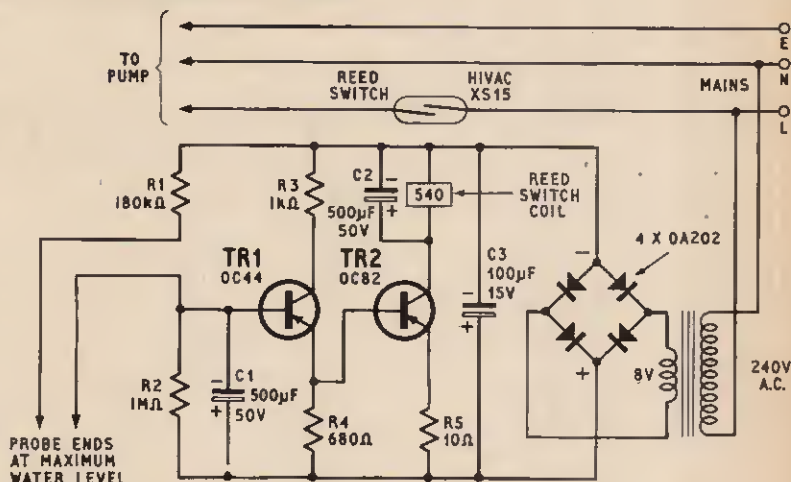 E
TO
PUMP
N
REED
SWITCH
HIVAC
XS15
MAINS
L
R1
180kΩ
R3
1kΩ
C2
-
+
500μF
50V
540
REED
SWITCH
COIL
TR1
OC44
TR2
OC82
C3
100μF
15V
-
+
-
4 X OA202
+
8V
240V
A.C.
R2
1MΩ
-
+
C1
500μF
50V
R4
680Ω
R5
10Ω
PROBE ENDS
AT MAXIMUM
WATER LEVEL